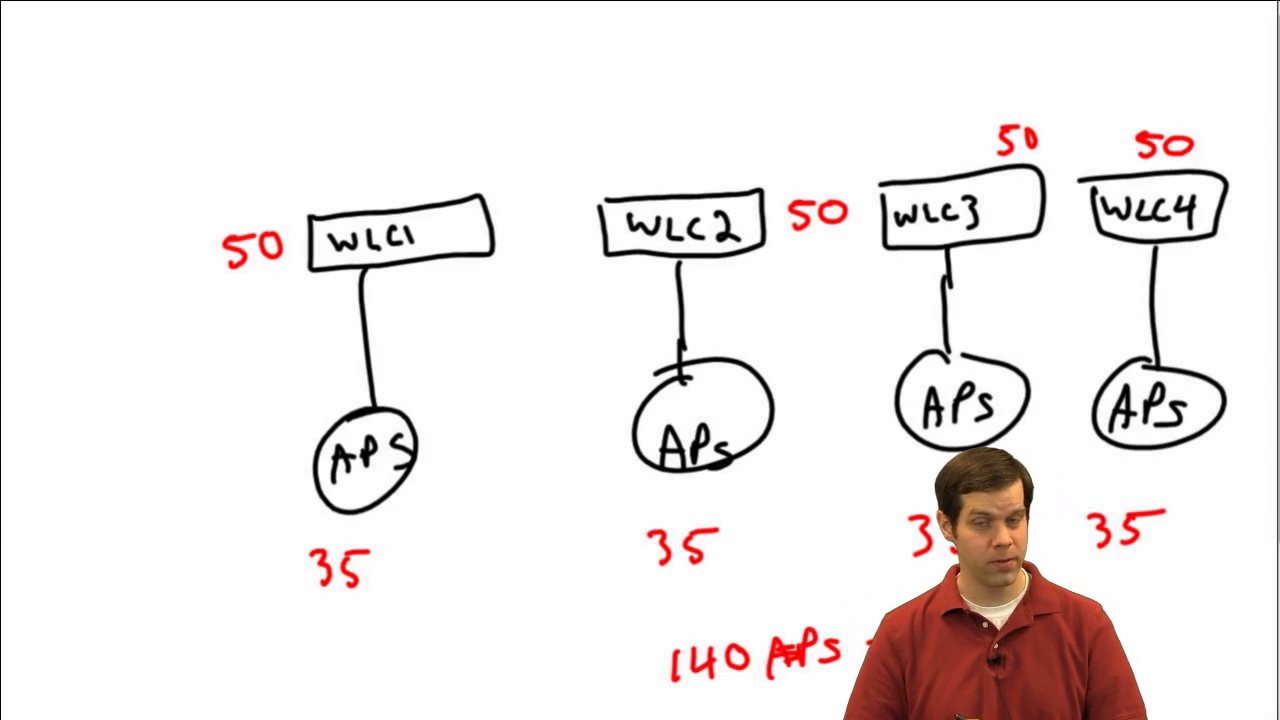 50 50
50 WLC1 WLC2 50 WLC3 WLC4
APS APs APs APs
35 35 35
140 APs